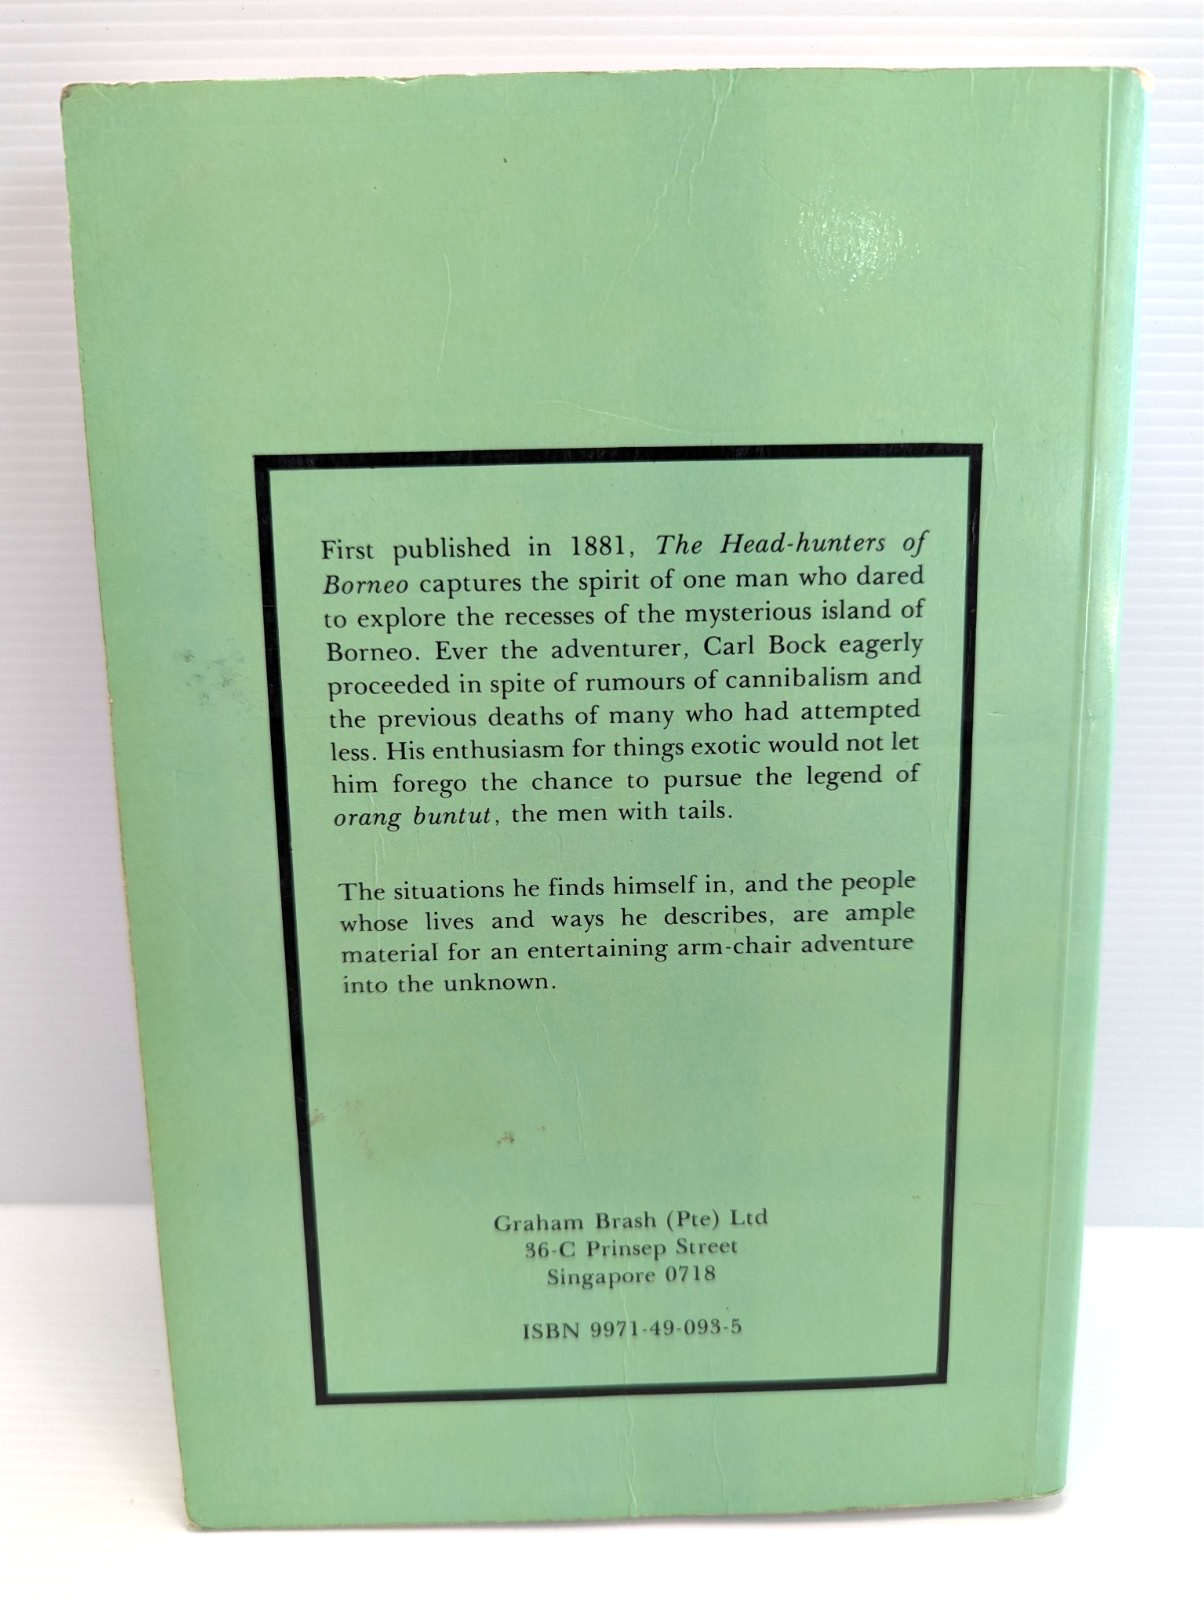 First published in 1881, The Head-hunters of
Borneo captures the spirit of one man who dared
to explore the recesses of the mysterious island of
Borneo. Ever the adventurer, Carl Bock eagerly
proceeded in spite of rumours of cannibalism and
the previous deaths of many who had attempted
less. His enthusiasm for things exotic would not let
him forego the chance to pursue the legend of
orang buntut, the men with tails.
The situations he finds himself in, and the people
whose lives and ways he describes, are ample
material for an entertaining arm-chair adventure
into the unknown.
Graham Brash (Pte) Ltd
36-C Prinsep Street
Singapore 0718
ISBN 9971-49-093-5